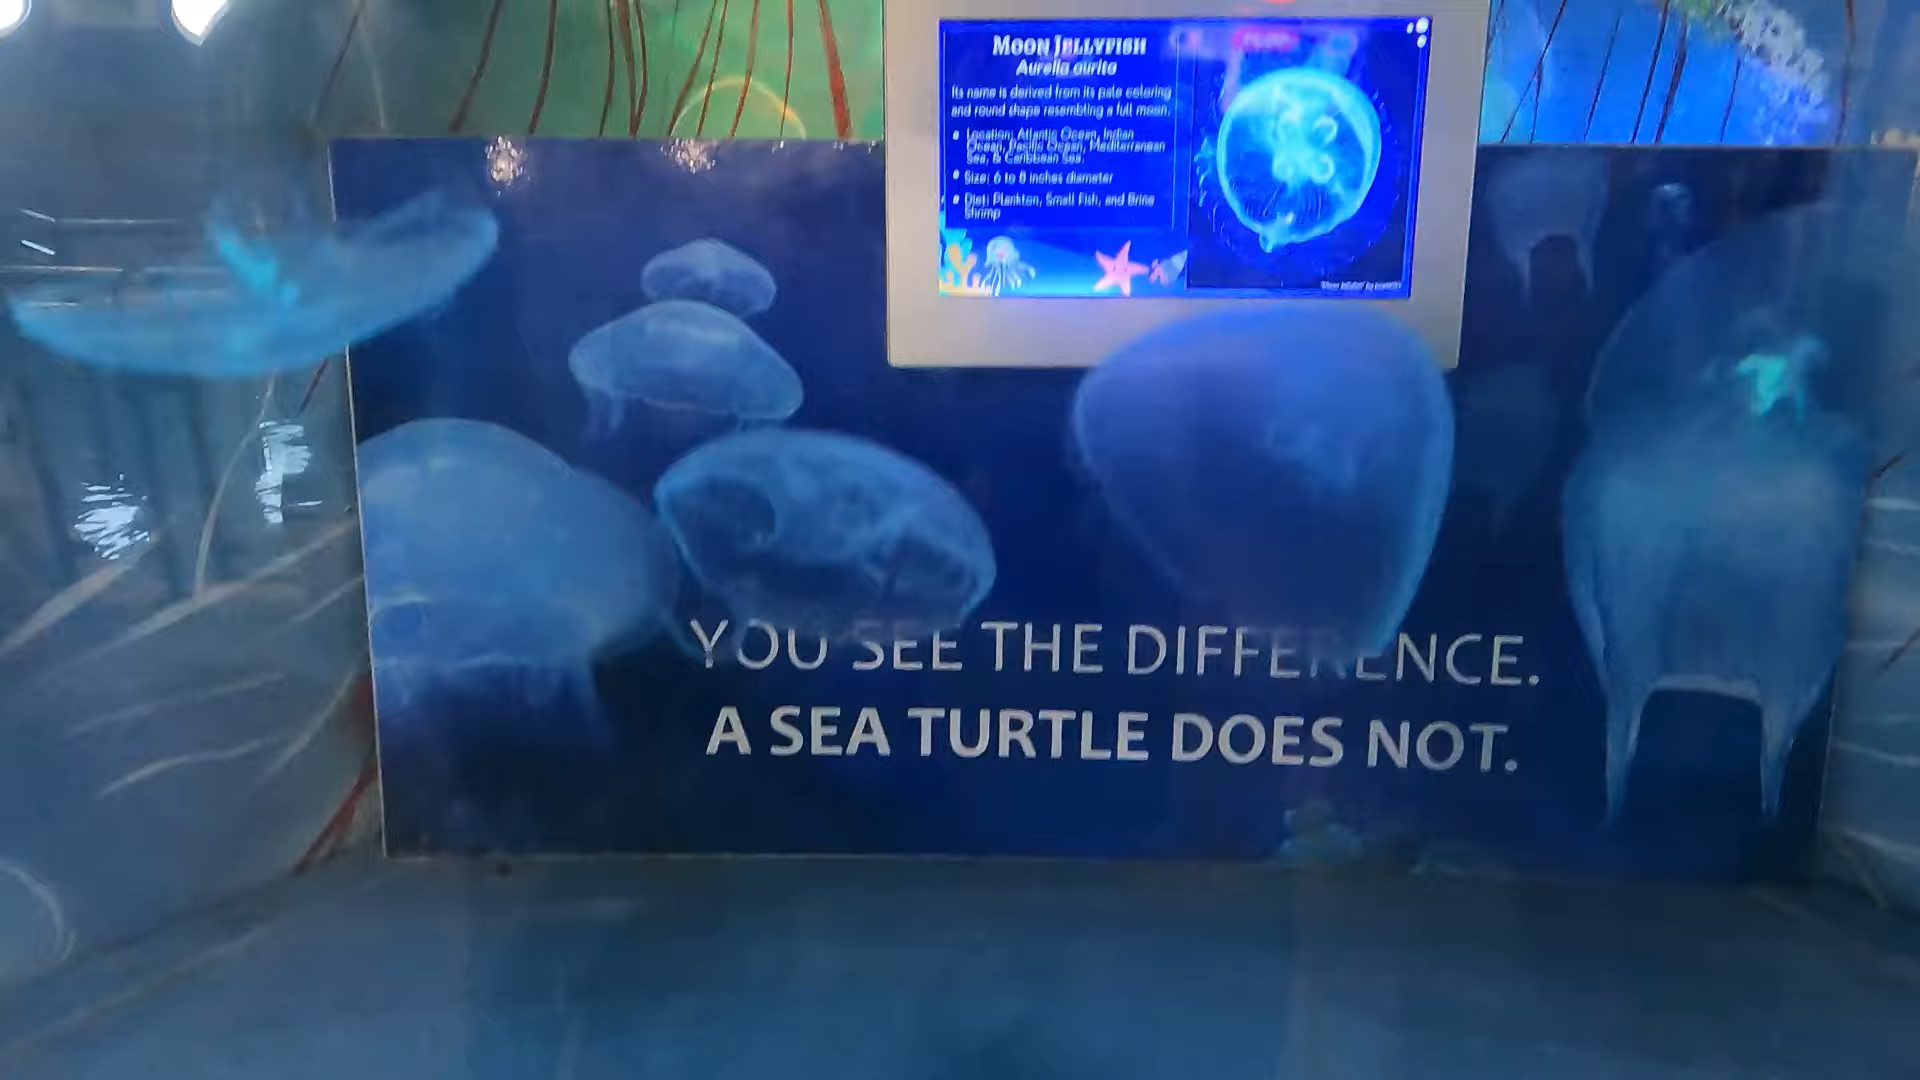 MOON JELLYFISH
Aurelia aurita
Its name is derived from its pale coloring
and round shape resembling a full moon.
Location: Atlantic Ocean, Indian
Ocean, Pacific Ocean, Mediterranean
Sea, & Caribbean Sea.
Size: 6 to 8 inches diameter
Diet: Plankton, Small Fish, and Brine
Shrimp
YOU SEE THE DIFFERENCE.
A SEA TURTLE DOES NOT.